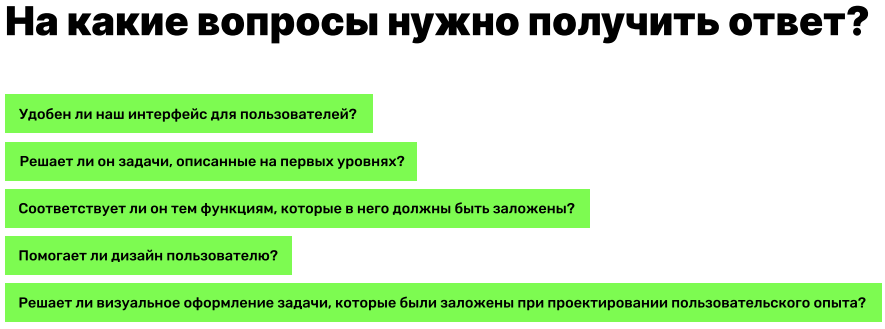 На какие вопросы нужно получить ответ?
Удобен ли наш интерфейс для пользователей?
Решает ли он задачи, описанные на первых уровнях?
Соответствует ли он тем функциям, которые в него должны быть заложены?
Помогает ли дизайн пользователю?
Решает ли визуальное оформление задачи, которые были заложены при проектировании пользовательского опыта?